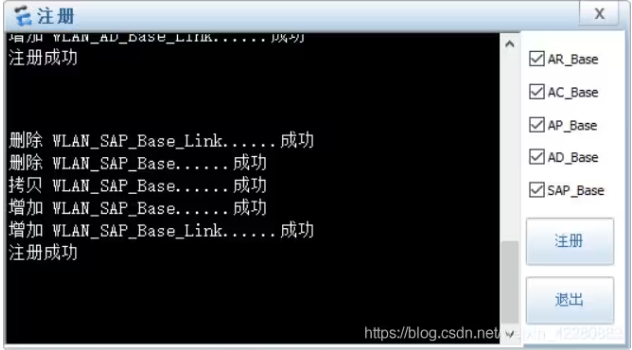 注册
X
增加 WLAN_AD_Base_Link......成功
注册成功
删除 WLAN_SAP_Base_Link......成功
删除 WLAN_SAP_Base......成功
拷贝 WLAN_SAP_Base......成功
增加 WLAN_SAP_Base......成功
增加 WLAN_SAP_Base_Link......成功
注册成功
AR_Base
AC_Base
AP_Base
AD_Base
SAP_Base
注册
退出
https://blog.csdn.net/